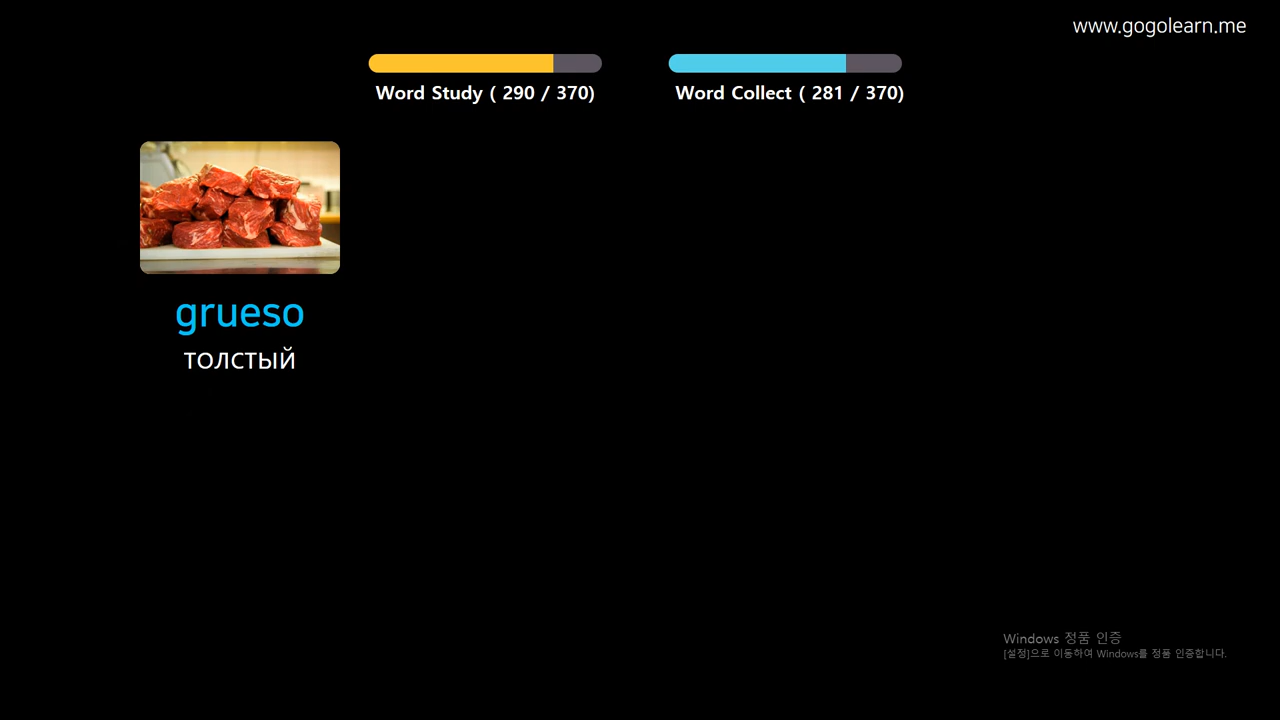 www.gogolearn.me
Word Study ( 290 / 370)
Word Collect ( 281 / 370)
grueso
толстый
Windows 정품 인증
[설정]으로 이동하여 Windows를 정품 인증합니다.